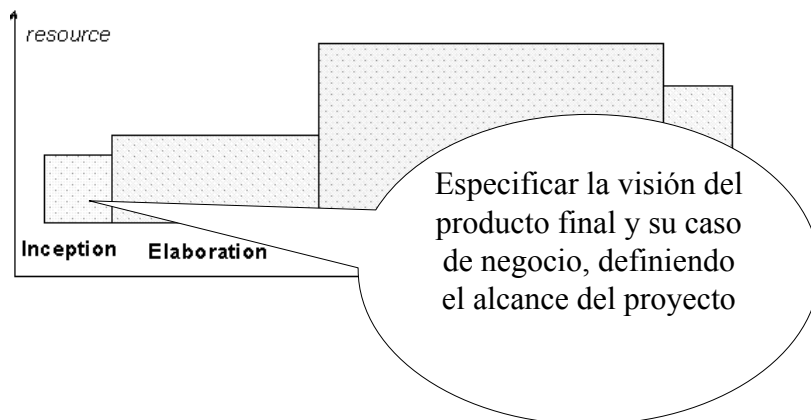 resource
Especificar la visión del
producto final y su caso
de negocio, definiendo
el alcance del proyecto
Inception Elaboration